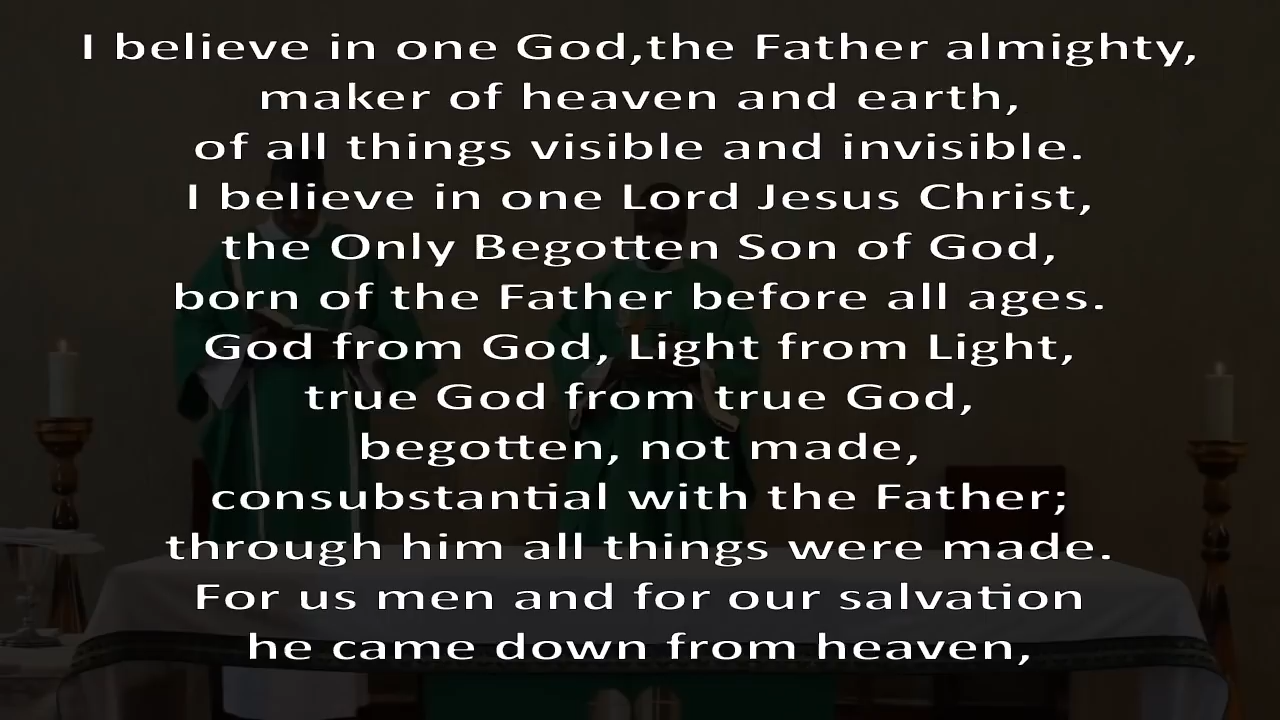 I believe in one God,the Father almighty,
maker of heaven and earth,
of all things visible and invisible.
I believe in one Lord Jesus Christ,
the Only Begotten Son of God,
born of the Father before all ages.
God from God, Light from Light,
true God from true God,
begotten, not made,
consubstantial with the Father;
through him all things were made.
For us men and for our salvation
he came down from heaven,